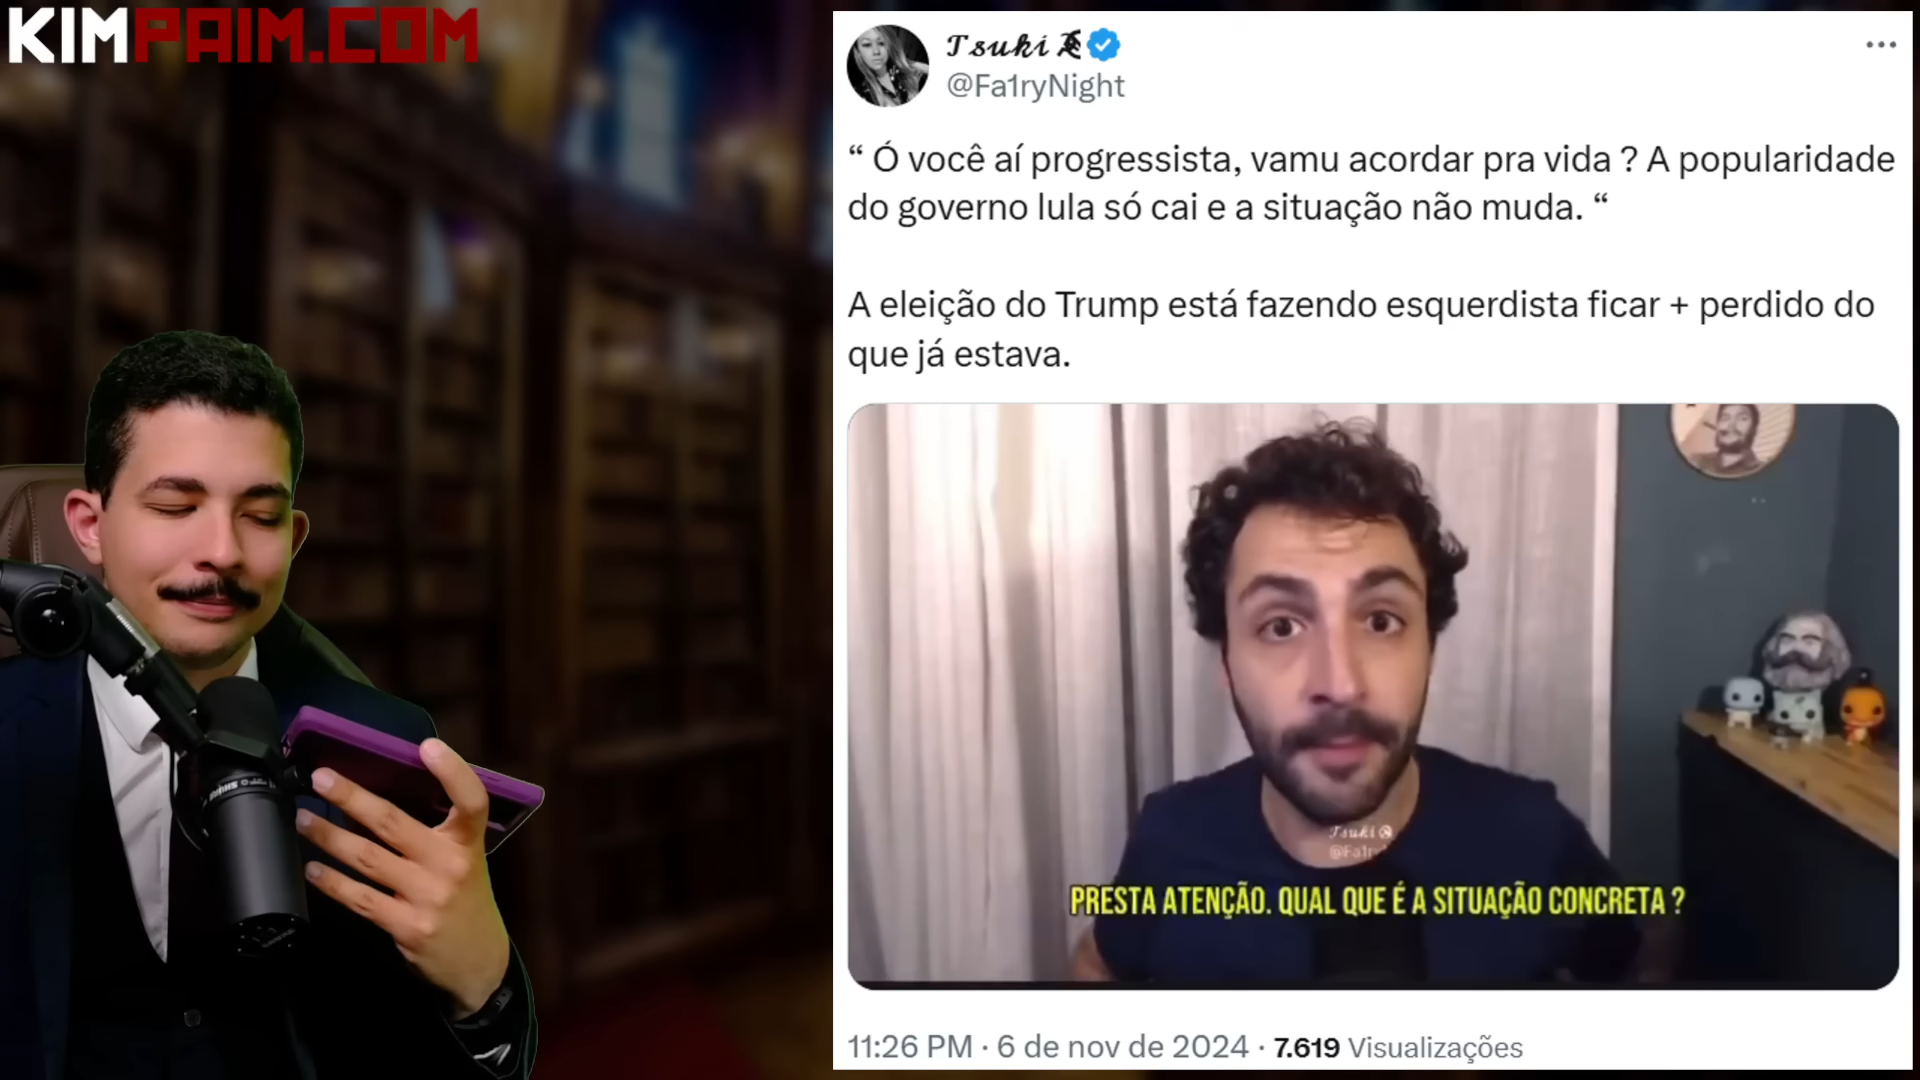 KIMPAIM.COM
Tsuki
@Fa1ryNight
“ Ó você aí progressista, vamu acordar pra vida ? A popularidade
do governo lula só cai e a situação não muda. “
A eleição do Trump está fazendo esquerdista ficar + perdido do
que já estava.
Tsuki
PRESTA ATENÇÃO. QUAL QUE É A SITUAÇÃO CONCRETA ?
11:26 PM · 6 de nov de 2024 · 7.619 Visualizações